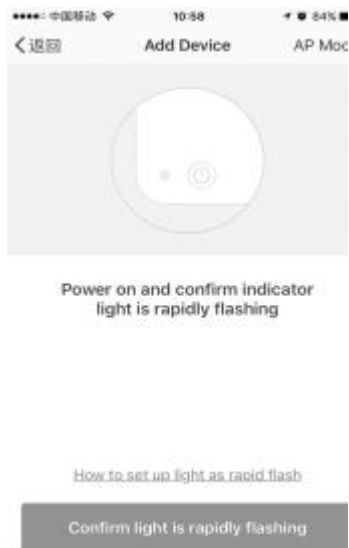 中国移动 10:58 84%
返回 Add Device AP Mod
Power on and confirm indicator
light is rapidly flashing
How to set up light as rapid flash
Confirm light is rapidly flashing